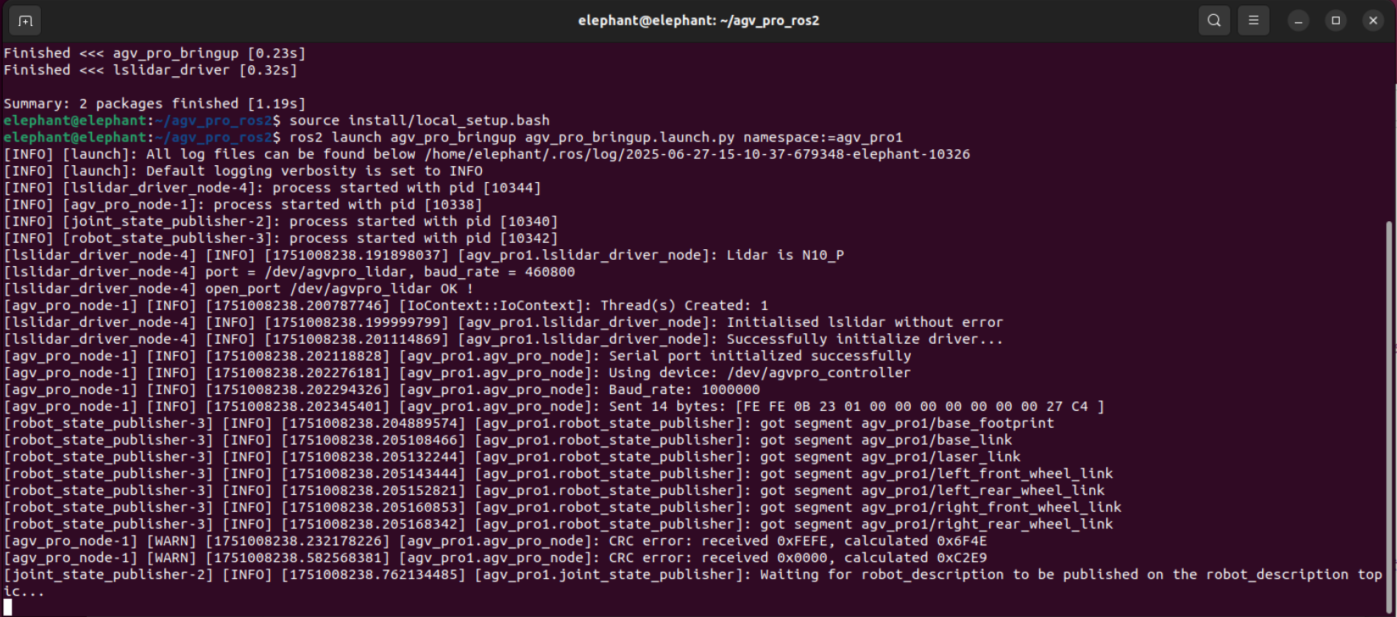 elephant@elephant: ~/agv_pro_ros2
Finished <<< agv_pro_bringup [0.23s]
Finished <<< lslidar_driver [0.32s]
Summary: 2 packages finished [1.19s]
elephant@elephant:~/agv_pro_ros2$ source install/local_setup.bash
elephant@elephant:~/agv_pro_ros2$ ros2 launch agv_pro_bringup agv_pro_bringup.launch.py namespace:=agv_pro1
[INFO] [launch]: All log files can be found below /home/elephant/.ros/log/2025-06-27-15-10-37-679348-elephant-10326
[INFO] [launch]: Default logging verbosity is set to INFO
[INFO] [lslidar_driver_node-4]: process started with pid [10344]
[INFO] [agv_pro_node-1]: process started with pid [10338]
[INFO] [joint_state_publisher-2]: process started with pid [10340]
[INFO] [robot_state_publisher-3]: process started with pid [10342]
[lslidar_driver_node-4] [INFO] [1751008238.191898037] [agv_pro1.lslidar_driver_node]: Lidar is N10_P
[lslidar_driver_node-4] port = /dev/agvpro_lidar, baud_rate = 460800
[lslidar_driver_node-4] open_port /dev/agvpro_lidar OK !
[agv_pro_node-1] [INFO] [1751008238.200787746] [IoContext::IoContext]: Thread(s) Created: 1
[lslidar_driver_node-4] [INFO] [1751008238.199999799] [agv_pro1.lslidar_driver_node]: Initialised lslidar without error
[lslidar_driver_node-4] [INFO] [1751008238.201114869] [agv_pro1.lslidar_driver_node]: Successfully initialize driver...
[agv_pro_node-1] [INFO] [1751008238.202118828] [agv_pro1.agv_pro_node]: Serial port initialized successfully
[agv_pro_node-1] [INFO] [1751008238.202276181] [agv_pro1.agv_pro_node]: Using device: /dev/agvpro_controller
[agv_pro_node-1] [INFO] [1751008238.202294326] [agv_pro1.agv_pro_node]: Baud_rate: 1000000
[agv_pro_node-1] [INFO] [1751008238.202345401] [agv_pro1.agv_pro_node]: Sent 14 bytes: [FE FE 0B 23 01 00 00 00 00 00 00 00 27 C4 ]
[robot_state_publisher-3] [INFO] [1751008238.204889574] [agv_pro1.robot_state_publisher]: got segment agv_pro1/base_footprint
[robot_state_publisher-3] [INFO] [1751008238.205108466] [agv_pro1.robot_state_publisher]: got segment agv_pro1/base_link
[robot_state_publisher-3] [INFO] [1751008238.205132244] [agv_pro1.robot_state_publisher]: got segment agv_pro1/laser_link
[robot_state_publisher-3] [INFO] [1751008238.205143444] [agv_pro1.robot_state_publisher]: got segment agv_pro1/left_front_wheel_link
[robot_state_publisher-3] [INFO] [1751008238.205152821] [agv_pro1.robot_state_publisher]: got segment agv_pro1/left_rear_wheel_link
[robot_state_publisher-3] [INFO] [1751008238.205160853] [agv_pro1.robot_state_publisher]: got segment agv_pro1/right_front_wheel_link
[robot_state_publisher-3] [INFO] [1751008238.205168342] [agv_pro1.robot_state_publisher]: got segment agv_pro1/right_rear_wheel_link
[agv_pro_node-1] [WARN] [1751008238.232178226] [agv_pro1.agv_pro_node]: CRC error: received 0xFEFE, calculated 0x6F4E
[agv_pro_node-1] [WARN] [1751008238.582568381] [agv_pro1.agv_pro_node]: CRC error: received 0x0000, calculated 0xC2E9
[joint_state_publisher-2] [INFO] [1751008238.762134485] [agv_pro1.joint_state_publisher]: Waiting for robot_description to be published on the robot_description top
ic...